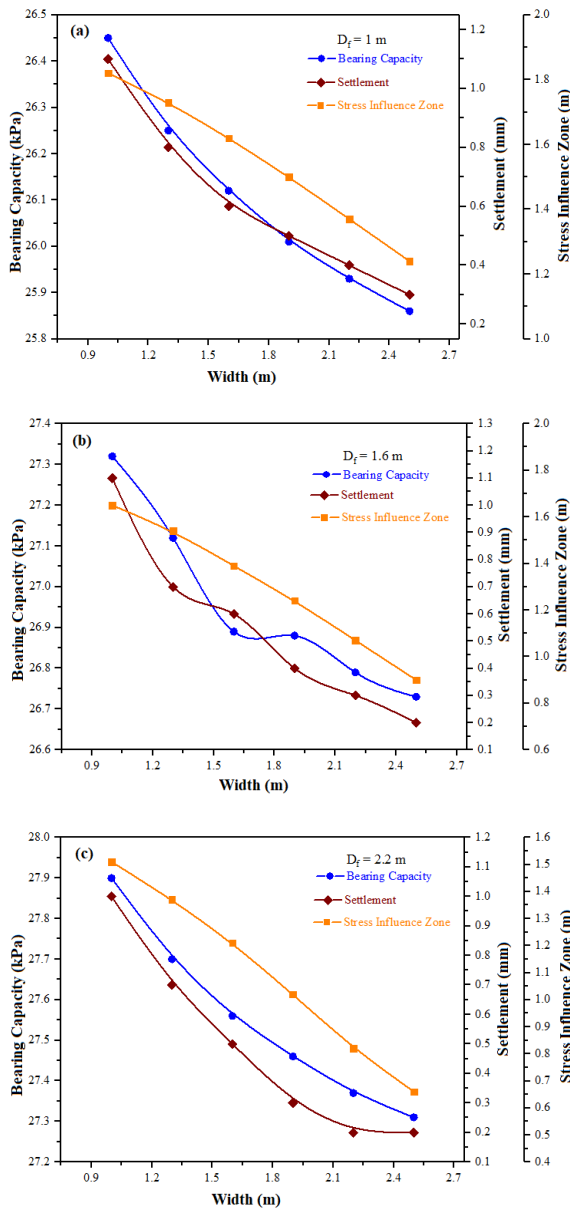 (a)
D_f = 1 m
Bearing Capacity
Settlement
Stress Influence Zone
Bearing Capacity (kPa)
26.5
26.4
26.3
26.2
26.1
26.0
25.9
25.8
Settlement (mm)
1.2
1.0
0.8
0.6
0.4
0.2
Stress Influence Zone (m)
2.0
1.8
1.6
1.4
1.2
1.0
0.9 1.2 1.5 1.8 2.1 2.4 2.7
Width (m)
(b)
D_f = 1.6 m
Bearing Capacity
Settlement
Stress Influence Zone
Bearing Capacity (kPa)
27.4
27.3
27.2
27.1
27.0
26.9
26.8
26.7
26.6
Settlement (mm)
1.3
1.2
1.1
1.0
0.9
0.8
0.7
0.6
0.5
0.4
0.3
0.2
0.1
Stress Influence Zone (m)
2.0
1.8
1.6
1.4
1.2
1.0
0.8
0.6
0.9 1.2 1.5 1.8 2.1 2.4 2.7
Width (m)
(c)
D_f = 2.2 m
Bearing Capacity
Settlement
Stress Influence Zone
Bearing Capacity (kPa)
28.0
27.9
27.8
27.7
27.6
27.5
27.4
27.3
27.2
Settlement (mm)
1.2
1.1
1.0
0.9
0.8
0.7
0.6
0.5
0.4
0.3
0.2
0.1
Stress Influence Zone (m)
1.6
1.5
1.4
1.3
1.2
1.1
1.0
0.9
0.8
0.7
0.6
0.5
0.4
0.9 1.2 1.5 1.8 2.1 2.4 2.7
Width (m)